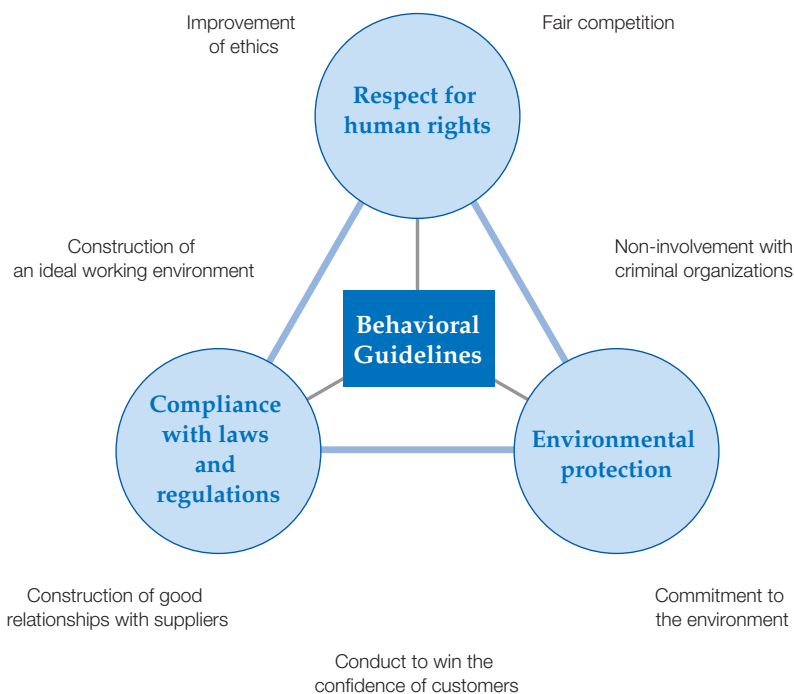 Improvement
of ethics
Fair competition
Respect for
human rights
Construction of
an ideal working environment
Non-involvement with
criminal organizations
Behavioral
Guidelines
Compliance
with laws
and
regulations
Environmental
protection
Construction of good
relationships with suppliers
Commitment to
the environment
Conduct to win the
confidence of customers